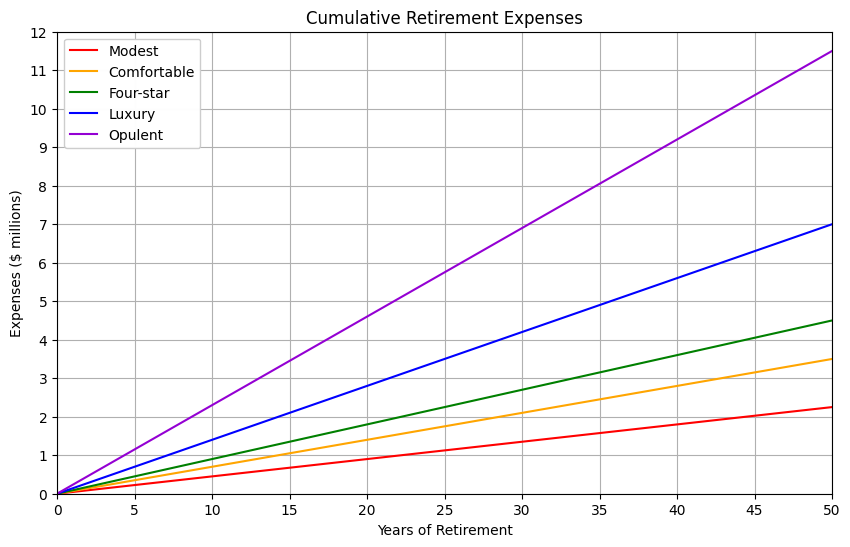 Cumulative Retirement Expenses
12
11
10
9
8
7
6
5
4
3
2
1
0
Expenses ($ millions)
Modest
Comfortable
Four-star
Luxury
Opulent
0 5 10 15 20 25 30 35 40 45 50
Years of Retirement